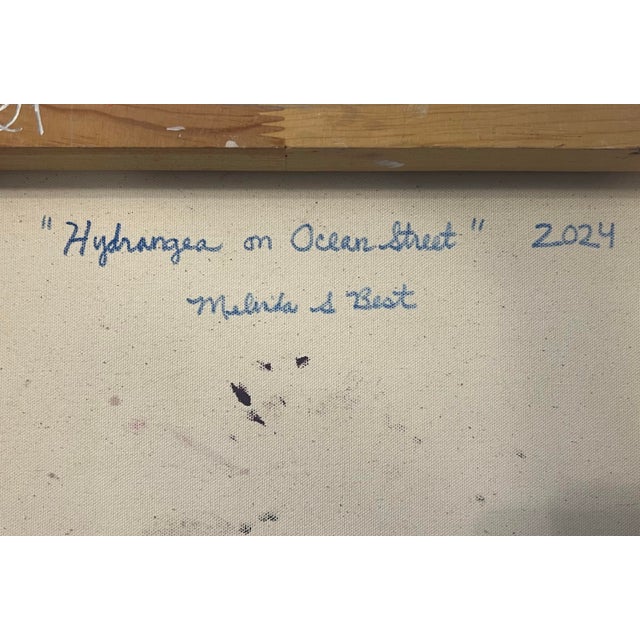 "Hydrangea on Ocean Street" 2024
Melinda S Best